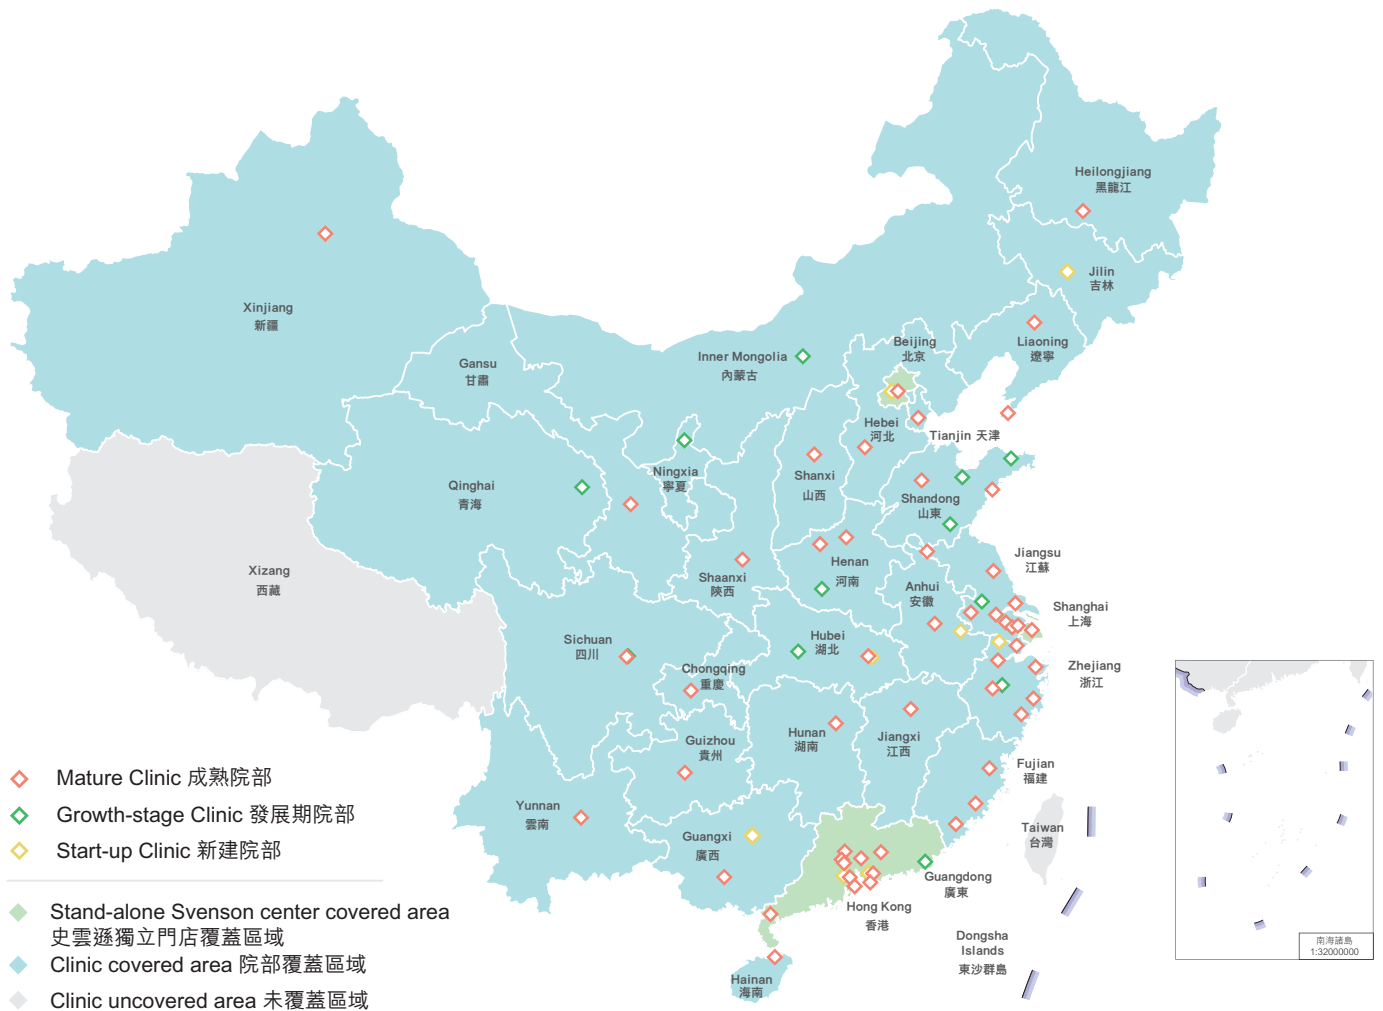 Heilongjiang
黑龍江
Jilin
吉林
Liaoning
遼寧
Xinjiang
新疆
Gansu
甘肅
Inner Mongolia
內蒙古
Beijing
北京
Hebei
河北
Tianjin 天津
Ningxia
寧夏
Qinghai
青海
Shanxi
山西
Shandong
山東
Xizang
西藏
Shaanxi
陝西
Henan
河南
Jiangsu
江蘇
Anhui
安徽
Shanghai
上海
Sichuan
四川
Hubei
湖北
Chongqing
重慶
Zhejiang
浙江
Guizhou
貴州
Hunan
湖南
Jiangxi
江西
Fujian
福建
Yunnan
雲南
Guangxi
廣西
Taiwan
台灣
Guangdong
廣東
Hong Kong
香港
Dongsha
Islands
東沙群島
Hainan
海南
Mature Clinic 成熟院部
Growth-stage Clinic 發展期院部
Start-up Clinic 新建院部
Stand-alone Svenson center covered area
史雲遜獨立門店覆蓋區域
Clinic covered area 院部覆蓋區域
Clinic uncovered area 未覆蓋區域
南海諸島
1:32000000